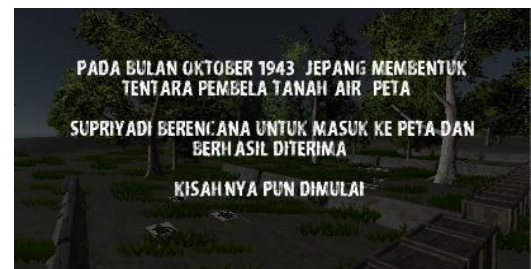 PADA BULAN OKTOBER 1943 JEPANG MEMBENTUK
TENTARA PEMBELA TANAH AIR PETA
SUPRIYADI BERENCANA UNTUK MASUK KE PETA DAN
BERHASIL DITERIMA
KISAHNYA PUN DIMULAI